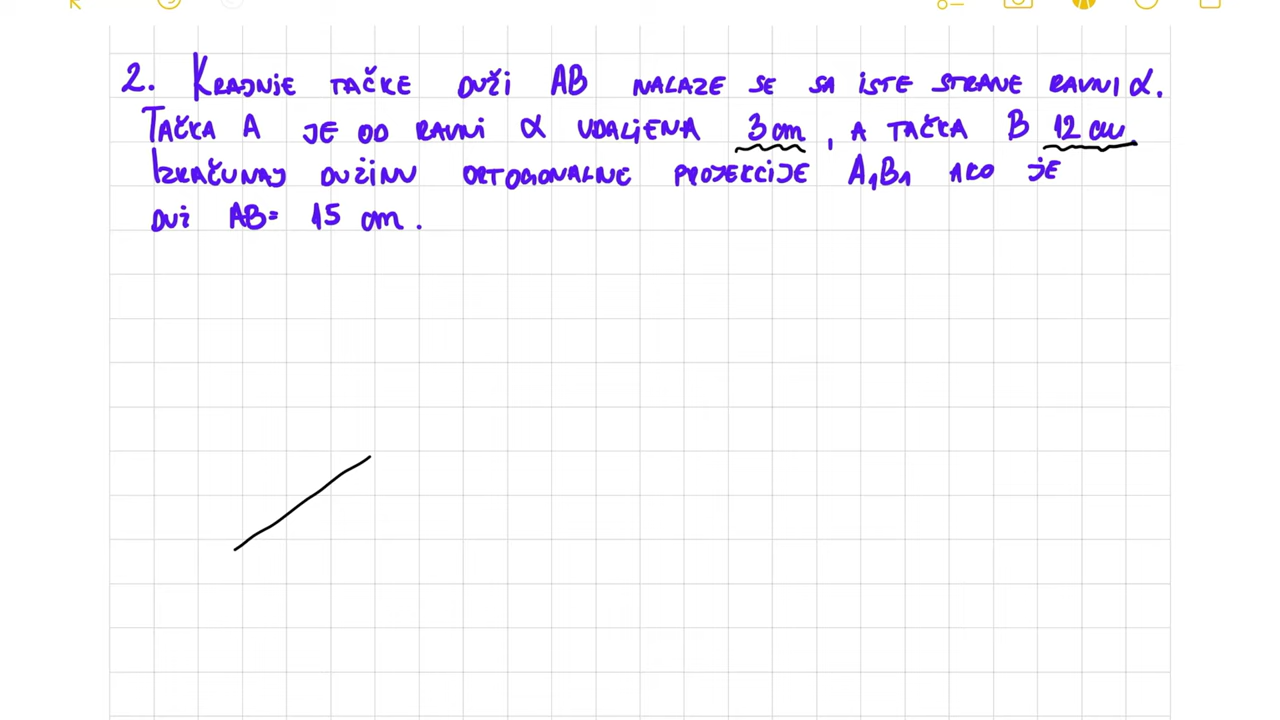 2. KRAJNJE TAČKE DUŽI AB NALAZE SE SA ISTE STRANE RAVNI α.
TAČKA A JE OD RAVNI α UDALJENA 3 cm, A TAČKA B 12 cm
IZRAČUNAJ DUŽINU ORTOGONALNE PROJEKCIJE A₁B₁ AKO JE
DUŽ AB= 15 cm.